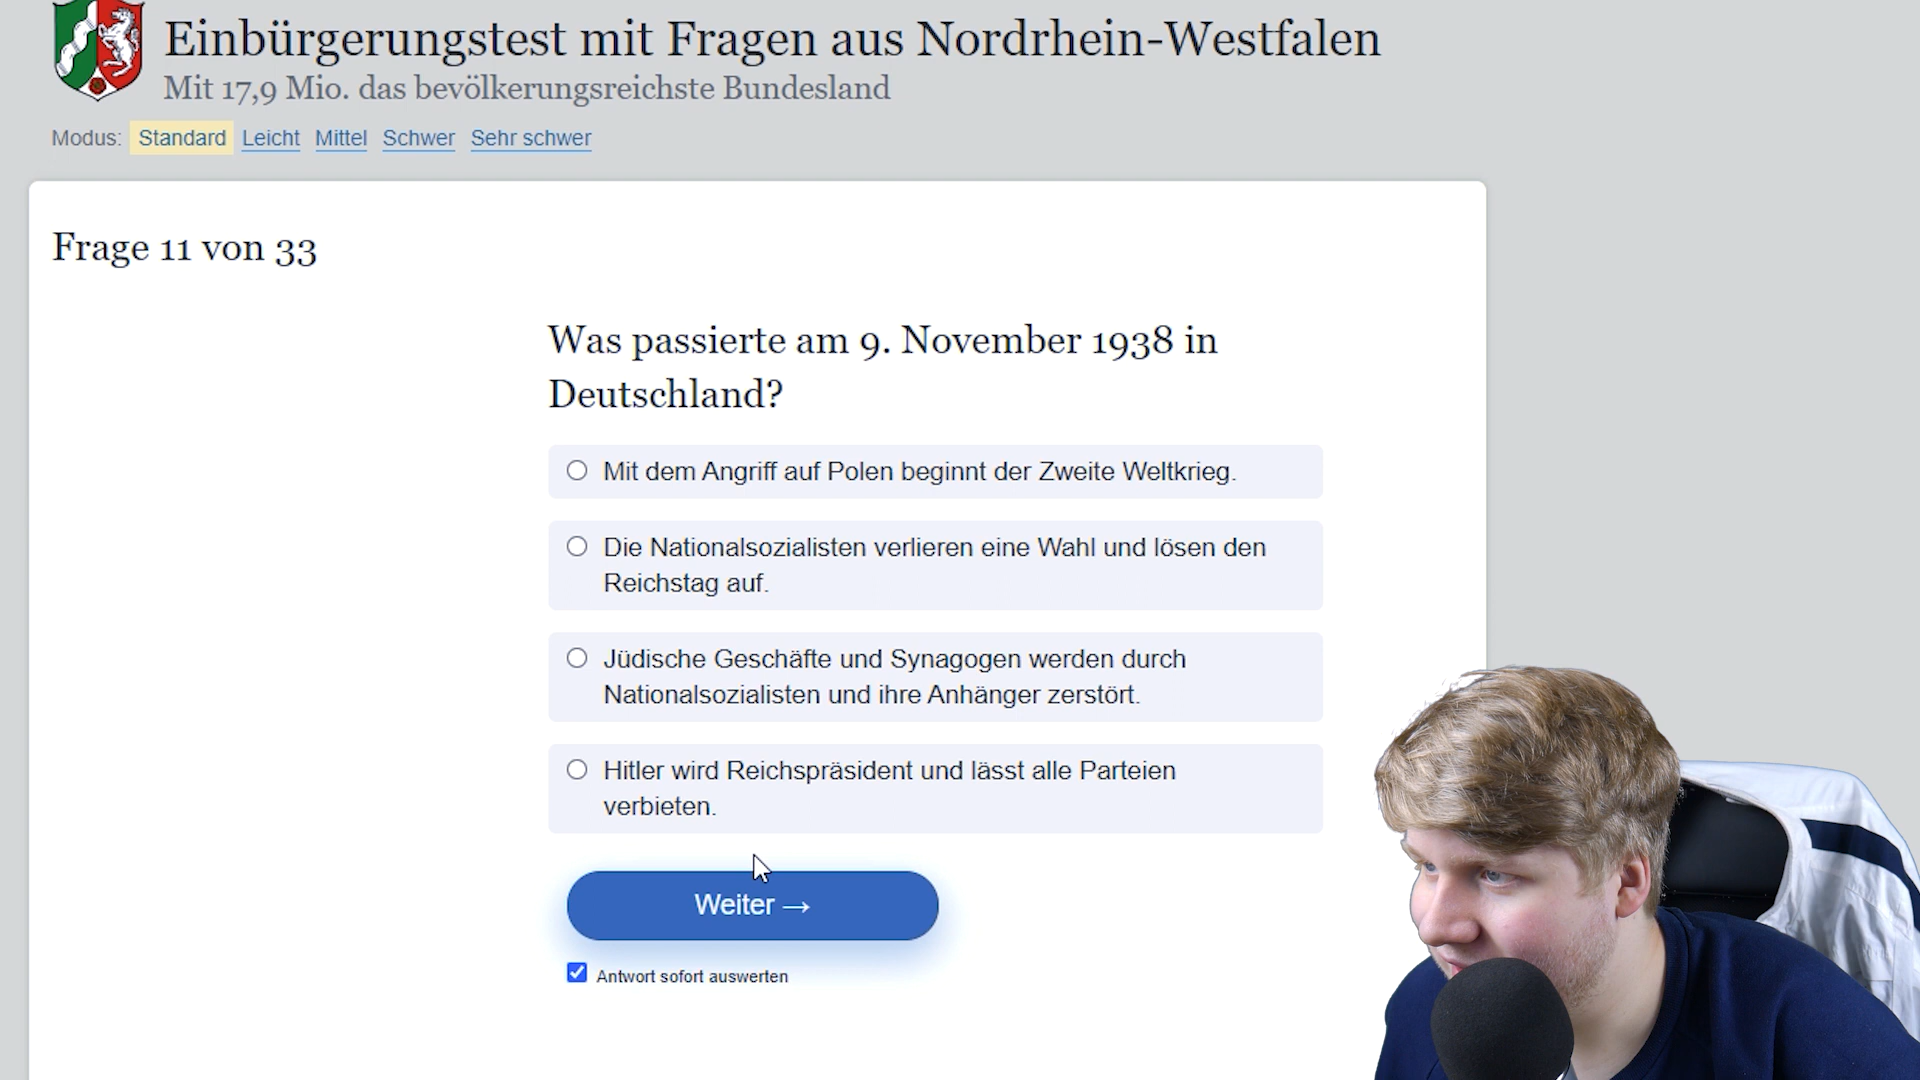 Einbürgerungstest mit Fragen aus Nordrhein-Westfalen
Mit 17,9 Mio. das bevölkerungsreichste Bundesland
Modus: Standard Leicht Mittel Schwer Sehr schwer
Frage 11 von 33
Was passierte am 9. November 1938 in
Deutschland?
Mit dem Angriff auf Polen beginnt der Zweite Weltkrieg.
Die Nationalsozialisten verlieren eine Wahl und lösen den
Reichstag auf.
Jüdische Geschäfte und Synagogen werden durch
Nationalsozialisten und ihre Anhänger zerstört.
Hitler wird Reichspräsident und lässt alle Parteien
verbieten.
Weiter →
Antwort sofort auswerten